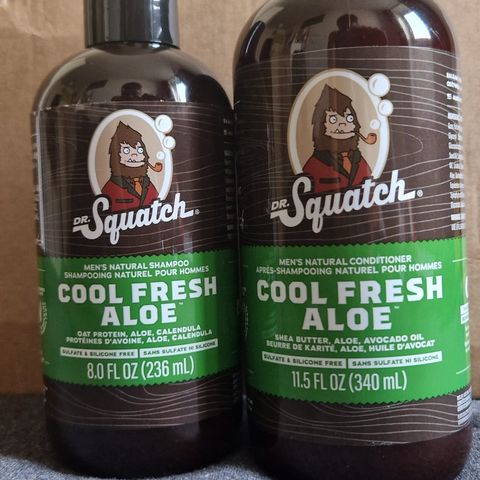 DR.
Squatch®
MEN'S NATURAL SHAMPOO
SHAMPOOING NATUREL POUR HOMMES
COOL FRESH
ALOE™
OAT PROTEIN, ALOE, CALENDULA
PROTÉINES D'AVOINE, ALOE, CALENDULA
SULFATE & SILICONE FREE
SANS SULFATE NI SILICONE
8.0 FL OZ (236 mL)
DR.
Squatch®
MEN'S NATURAL CONDITIONER
APRÈS-SHAMPOOING NATUREL POUR HOMMES
COOL FRESH
ALOE™
SHEA BUTTER, ALOE, AVOCADO OIL
BEURRE DE KARITÉ, ALOE, HUILE D'AVOCAT
SULFATE & SILICONE FREE
SANS SULFATE NI SILICONE
11.5 FL OZ (340 mL)